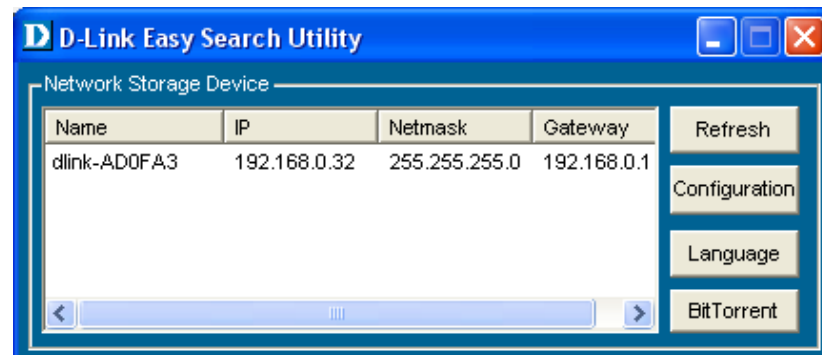 D D-Link Easy Search Utility
Network Storage Device
Name IP Netmask Gateway
dlink-AD0FA3 192.168.0.32 255.255.255.0 192.168.0.1
Refresh
Configuration
Language
BitTorrent